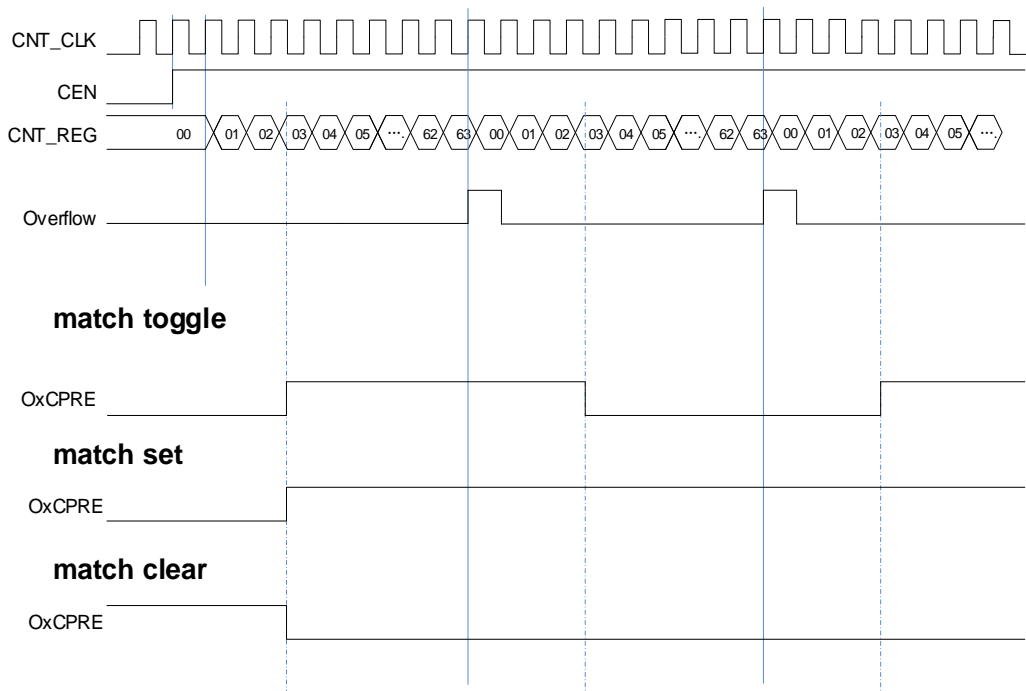 CNT_CLK
CEN
CNT_REG 00 01 02 03 04 05 ···. 62 63 00 01 02 03 04 05 ···. 62 63 00 01 02 03 04 05 ···.
Overflow
match toggle
OxCPRE
match set
OxCPRE
match clear
OxCPRE